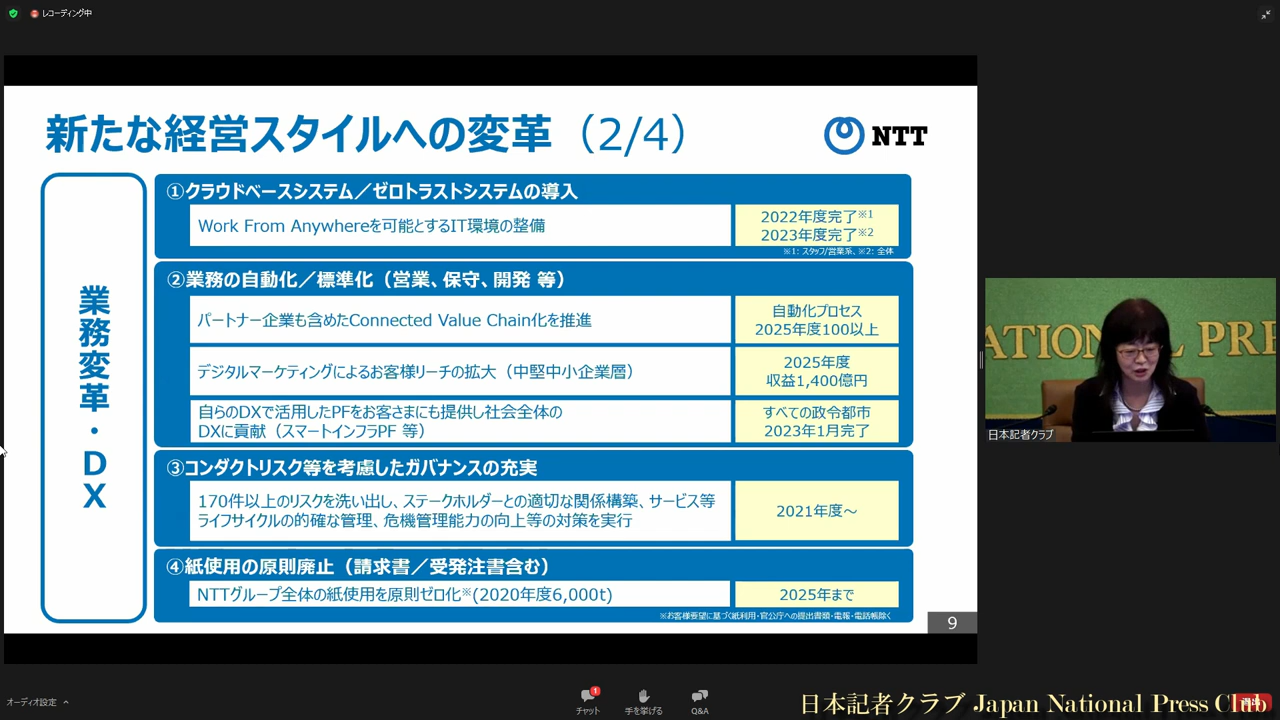 レコーディング中
新たな経営スタイルへの変革（2/4）
NTT
業務変革・DX
①クラウドベースシステム／ゼロトラストシステムの導入
Work From Anywhereを可能とするIT環境の整備
2022年度完了※1
2023年度完了※2
※1: スタッフ/営業系、※2: 全体
②業務の自動化／標準化（営業、保守、開発 等）
パートナー企業も含めたConnected Value Chain化を推進
自動化プロセス
2025年度100以上
デジタルマーケティングによるお客様リーチの拡大（中堅中小企業層）
2025年度
収益1,400億円
自らのDXで活用したPFをお客さまにも提供し社会全体の
DXに貢献（スマートインフラPF 等）
すべての政令都市
2023年1月完了
③コンダクトリスク等を考慮したガバナンスの充実
170件以上のリスクを洗い出し、ステークホルダーとの適切な関係構築、サービス等
ライフサイクルの的確な管理、危機管理能力の向上等の対策を実行
2021年度～
④紙使用の原則廃止（請求書／受発注書含む）
NTTグループ全体の紙使用を原則ゼロ化※(2020年度6,000t)
2025年まで
※お客様要望に基づく紙利用・官公庁への提出書類・電報・電話帳除く
9
ATIONAL PRE
日本記者クラブ
オーディオ設定
チャット
1
手を挙げる
Q&A
日本記者クラブ Japan National Press Club